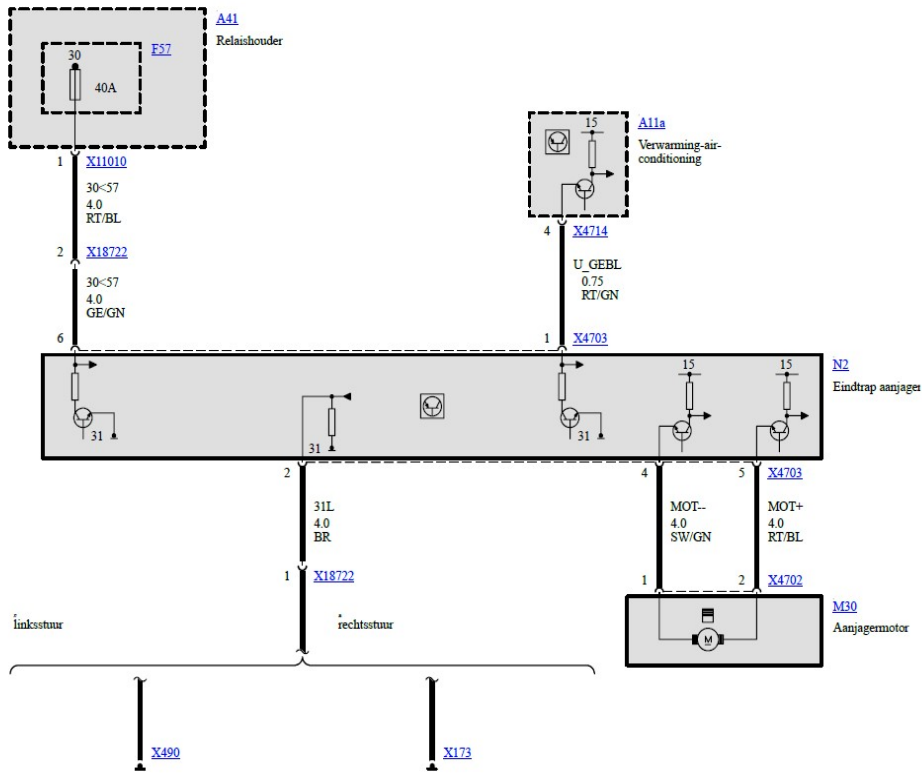 A41
Relaishouder
F57
30
40A
1 X11010
30<57
4.0
RT/BL
2 X18722
30<57
4.0
GE/GN
6
15
A11a
Verwarming-air-
conditioning
4 X4714
U_GEBL
0.75
RT/GN
1 X4703
N2
Eindtrap aanjager
31
31
31
15
15
2
4
5 X4703
31L
4.0
BR
MOT--
4.0
SW/GN
MOT+
4.0
RT/BL
1 X18722
1
2 X4702
M30
Aanjagermotor
M
*linksstuur
*rechtsstuur
X490
X173